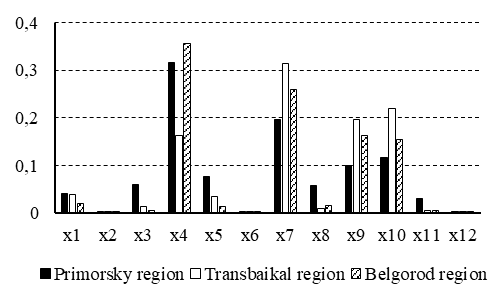 0,4
0,3
0,2
0,1
0
x1 x2 x3 x4 x5 x6 x7 x8 x9 x10 x11 x12
Primorsky region Transbaikal region Belgorod region